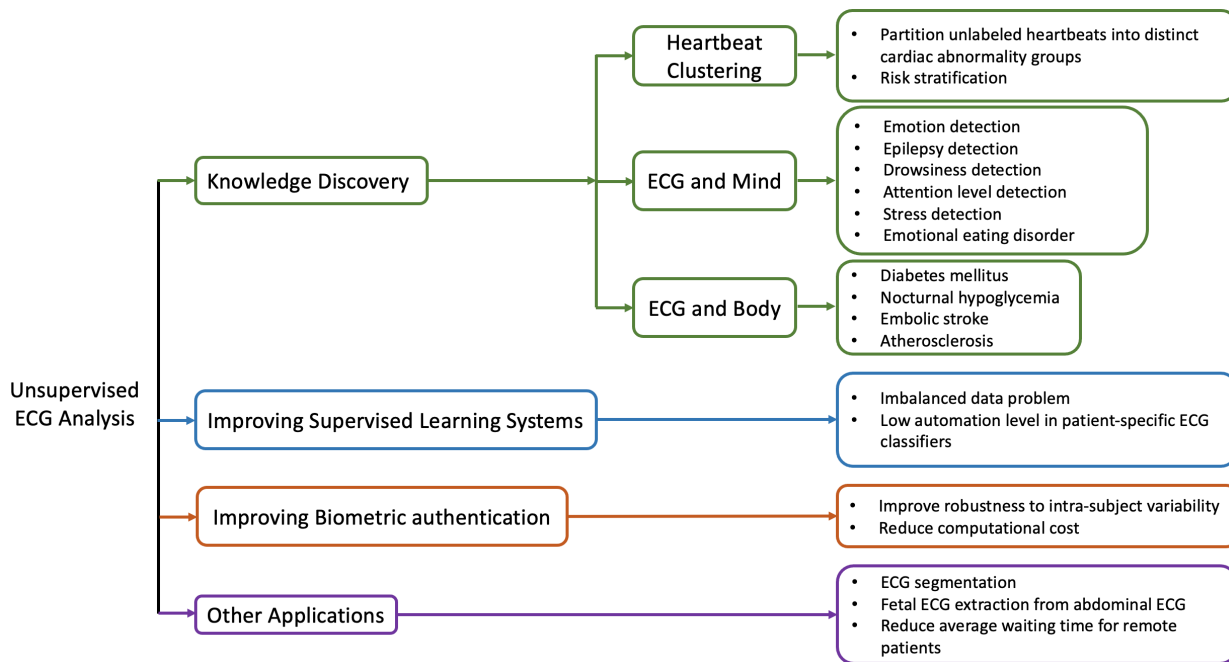 Unsupervised
ECG Analysis
Knowledge Discovery
Heartbeat
Clustering
• Partition unlabeled heartbeats into distinct
cardiac abnormality groups
• Risk stratification
ECG and Mind
• Emotion detection
• Epilepsy detection
• Drowsiness detection
• Attention level detection
• Stress detection
• Emotional eating disorder
ECG and Body
• Diabetes mellitus
• Nocturnal hypoglycemia
• Embolic stroke
• Atherosclerosis
Improving Supervised Learning Systems
• Imbalanced data problem
• Low automation level in patient-specific ECG
classifiers
Improving Biometric authentication
• Improve robustness to intra-subject variability
• Reduce computational cost
Other Applications
• ECG segmentation
• Fetal ECG extraction from abdominal ECG
• Reduce average waiting time for remote
patients